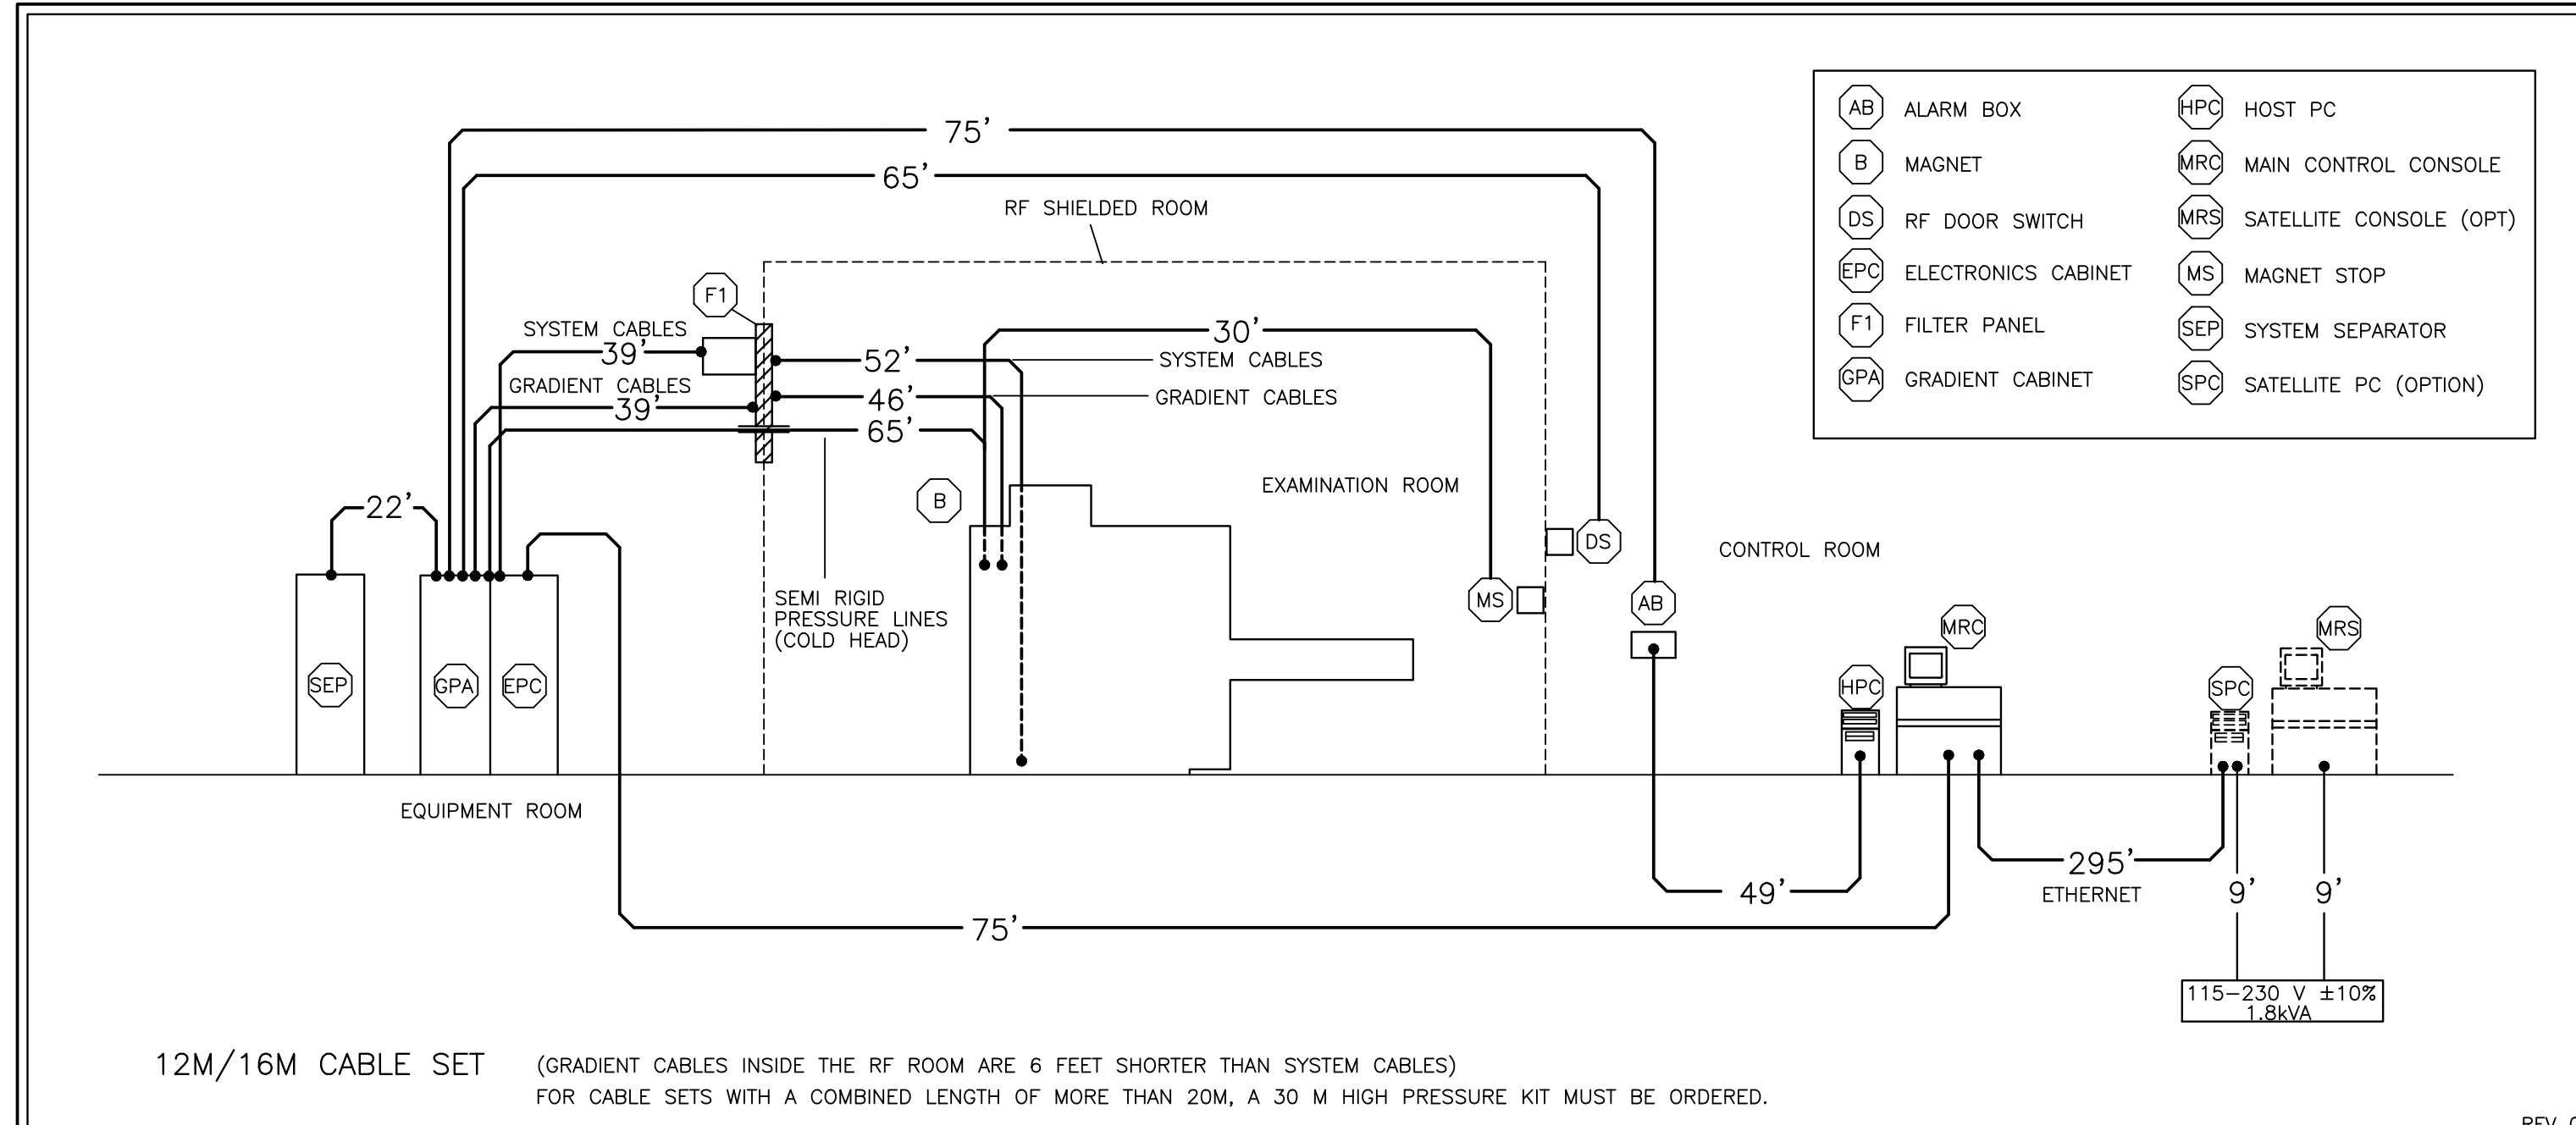 AB ALARM BOX
HPC HOST PC
B MAGNET
MRC MAIN CONTROL CONSOLE
DS RF DOOR SWITCH
MRS SATELLITE CONSOLE (OPT)
EPC ELECTRONICS CABINET
MS MAGNET STOP
F1 FILTER PANEL
SEP SYSTEM SEPARATOR
GPA GRADIENT CABINET
SPC SATELLITE PC (OPTION)
75'
65'
RF SHIELDED ROOM
F1
SYSTEM CABLES
39'
30'
52'
SYSTEM CABLES
GRADIENT CABLES
39'
46'
GRADIENT CABLES
65'
22'
B
EXAMINATION ROOM
DS
CONTROL ROOM
SEMI RIGID
PRESSURE LINES
(COLD HEAD)
MS
AB
MRC
MRS
SEP
GPA
EPC
HPC
SPC
EQUIPMENT ROOM
295'
ETHERNET
49'
9'
9'
75'
115-230 V ±10%
1.8kVA
12M/16M CABLE SET
(GRADIENT CABLES INSIDE THE RF ROOM ARE 6 FEET SHORTER THAN SYSTEM CABLES)
FOR CABLE SETS WITH A COMBINED LENGTH OF MORE THAN 20M, A 30 M HIGH PRESSURE KIT MUST BE ORDERED.